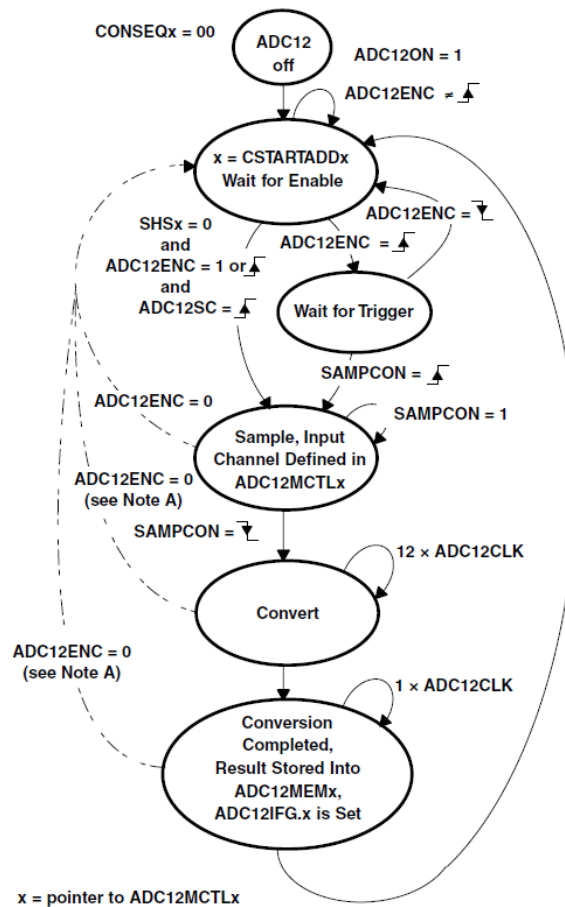 CONSEQx = 00
ADC12
off
ADC12ON = 1
ADC12ENC ≠
x = CSTARTADDx
Wait for Enable
SHSx = 0
and
ADC12ENC = 1 or
and
ADC12SC =
ADC12ENC =
ADC12ENC =
Wait for Trigger
SAMPCON =
SAMPCON = 1
ADC12ENC = 0
Sample, Input
Channel Defined in
ADC12MCTLx
ADC12ENC = 0
(see Note A)
SAMPCON =
12 × ADC12CLK
Convert
ADC12ENC = 0
(see Note A)
1 × ADC12CLK
Conversion
Completed,
Result Stored Into
ADC12MEMx,
ADC12IFG.x is Set
x = pointer to ADC12MCTLx